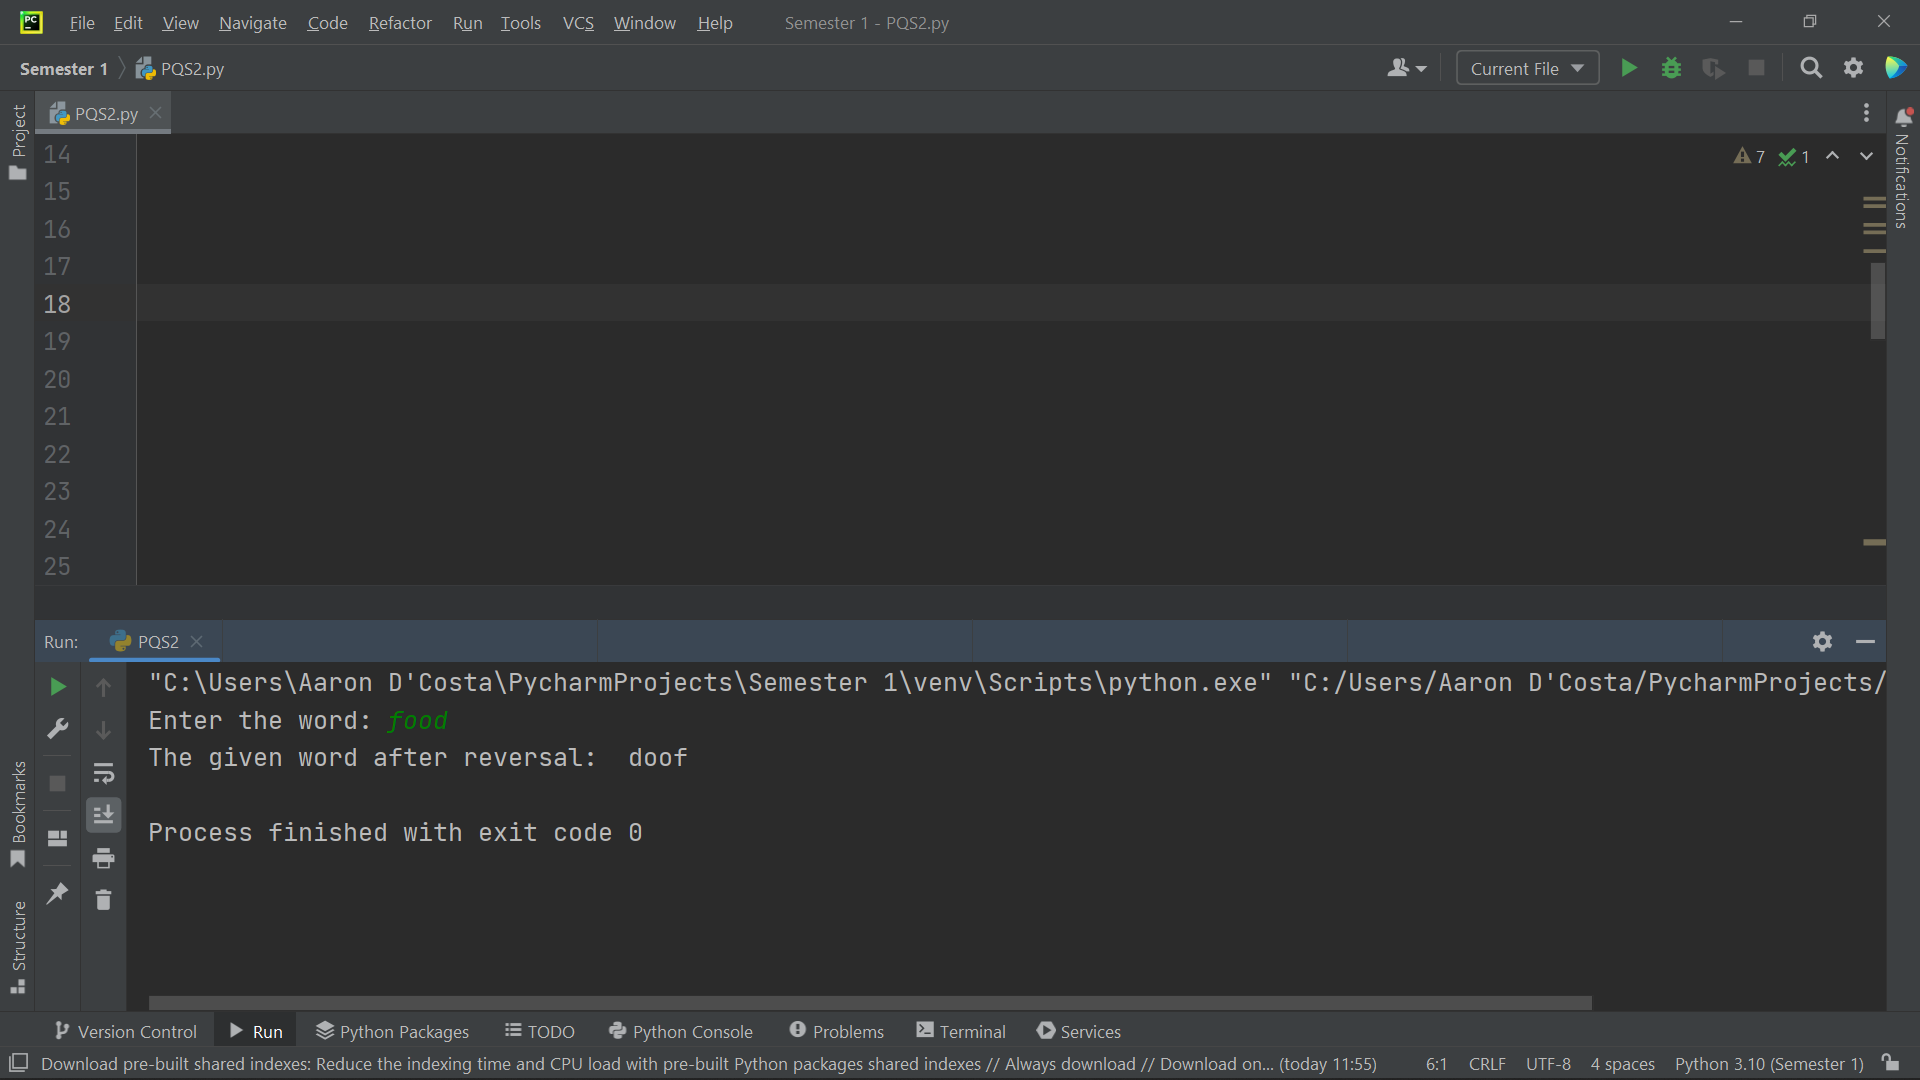 PC File Edit View Navigate Code Refactor Run Tools VCS Window Help Semester 1 - PQS2.py
Semester 1 PQS2.py Current File
Project
PQS2.py
Notifications
7 1
14
15
16
17
18
19
20
21
22
23
24
25
Run: PQS2
"C:\Users\Aaron D'Costa\PycharmProjects\Semester 1\venv\Scripts\python.exe" "C:/Users/Aaron D'Costa/PycharmProjects/
Enter the word: food
The given word after reversal:  doof
Process finished with exit code 0
Bookmarks
Structure
Version Control Run Python Packages TODO Python Console Problems Terminal Services
Download pre-built shared indexes: Reduce the indexing time and CPU load with pre-built Python packages shared indexes // Always download // Download on... (today 11:55) 6:1 CRLF UTF-8 4 spaces Python 3.10 (Semester 1)